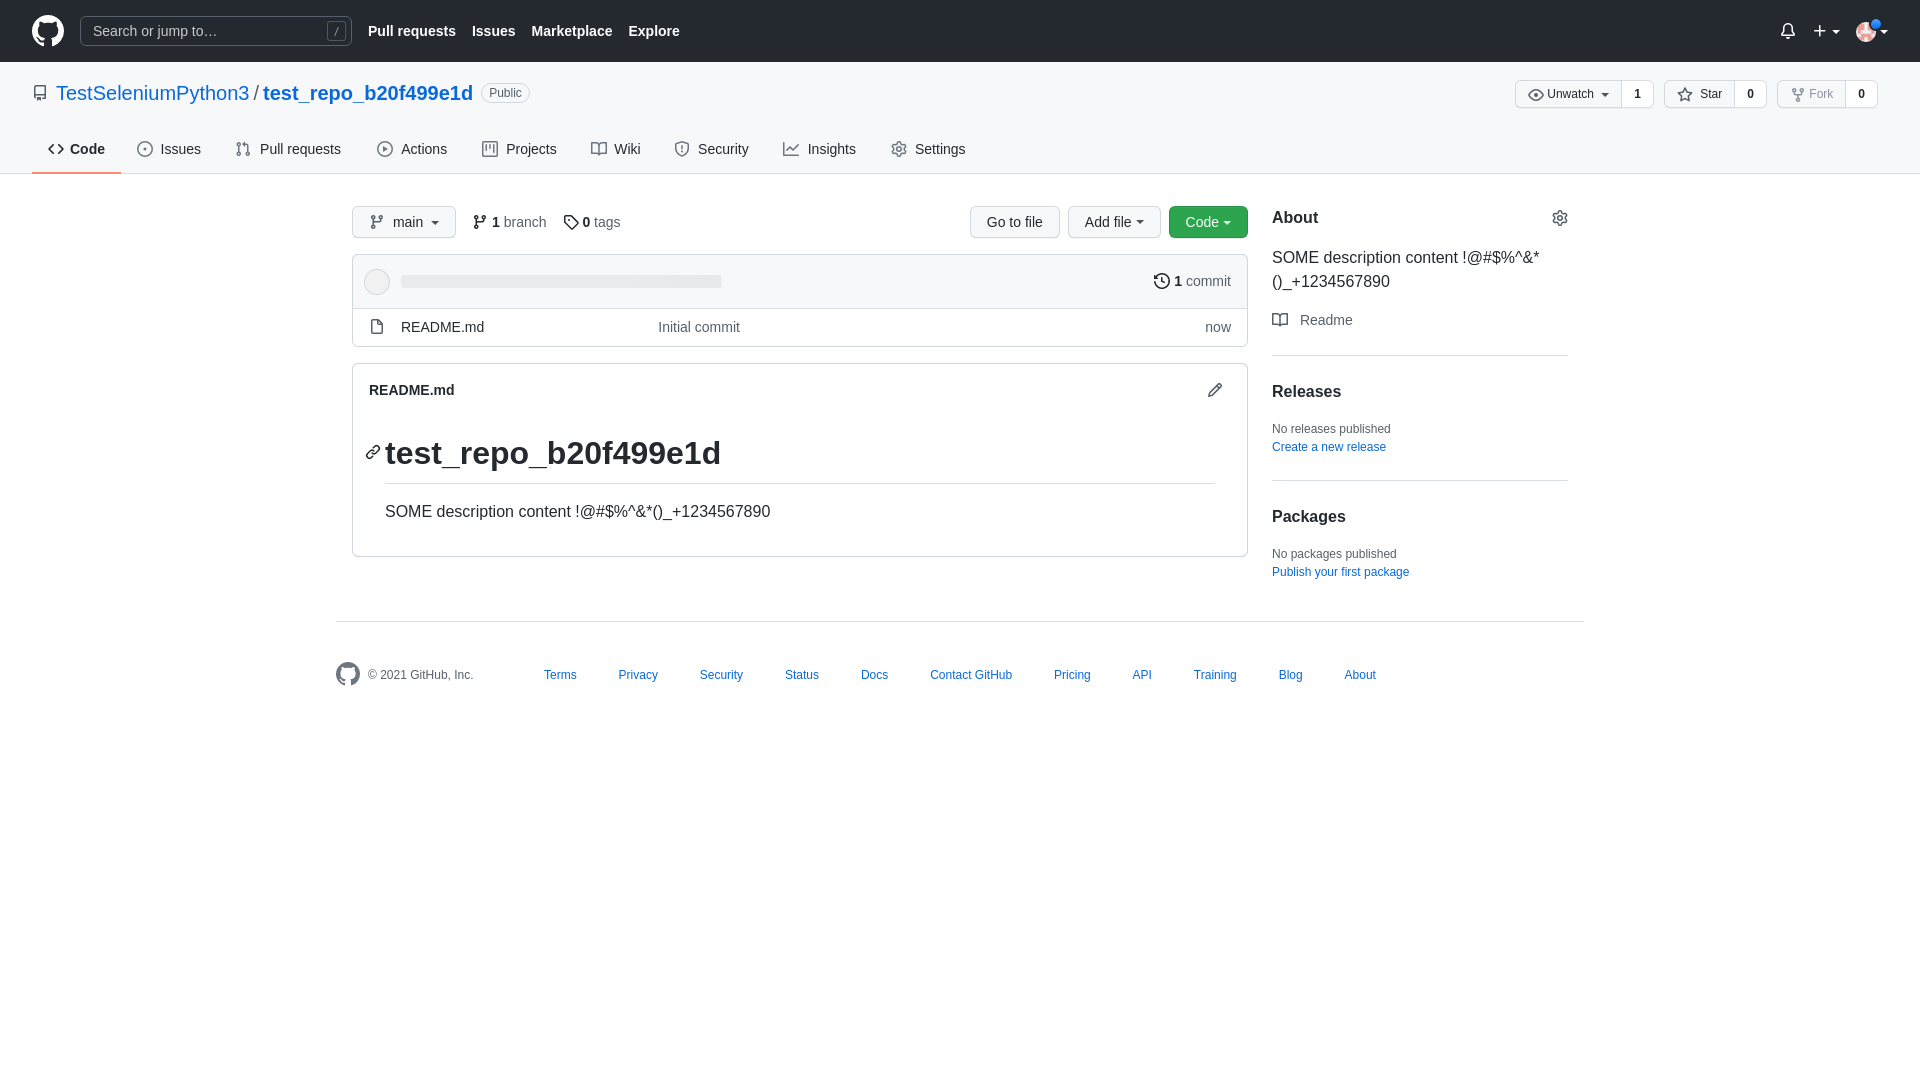 Search or jump to… /
Pull requests Issues Marketplace Explore
TestSeleniumPython3 / test_repo_b20f499e1d Public
Unwatch 1 Star 0 Fork 0
Code Issues Pull requests Actions Projects Wiki Security Insights Settings
main 1 branch 0 tags
Go to file Add file Code
1 commit
README.md Initial commit now
README.md
test_repo_b20f499e1d
SOME description content !@#$%^&*()_+1234567890
About
SOME description content !@#$%^&*
()_+1234567890
Readme
Releases
No releases published
Create a new release
Packages
No packages published
Publish your first package
© 2021 GitHub, Inc. Terms Privacy Security Status Docs Contact GitHub Pricing API Training Blog About